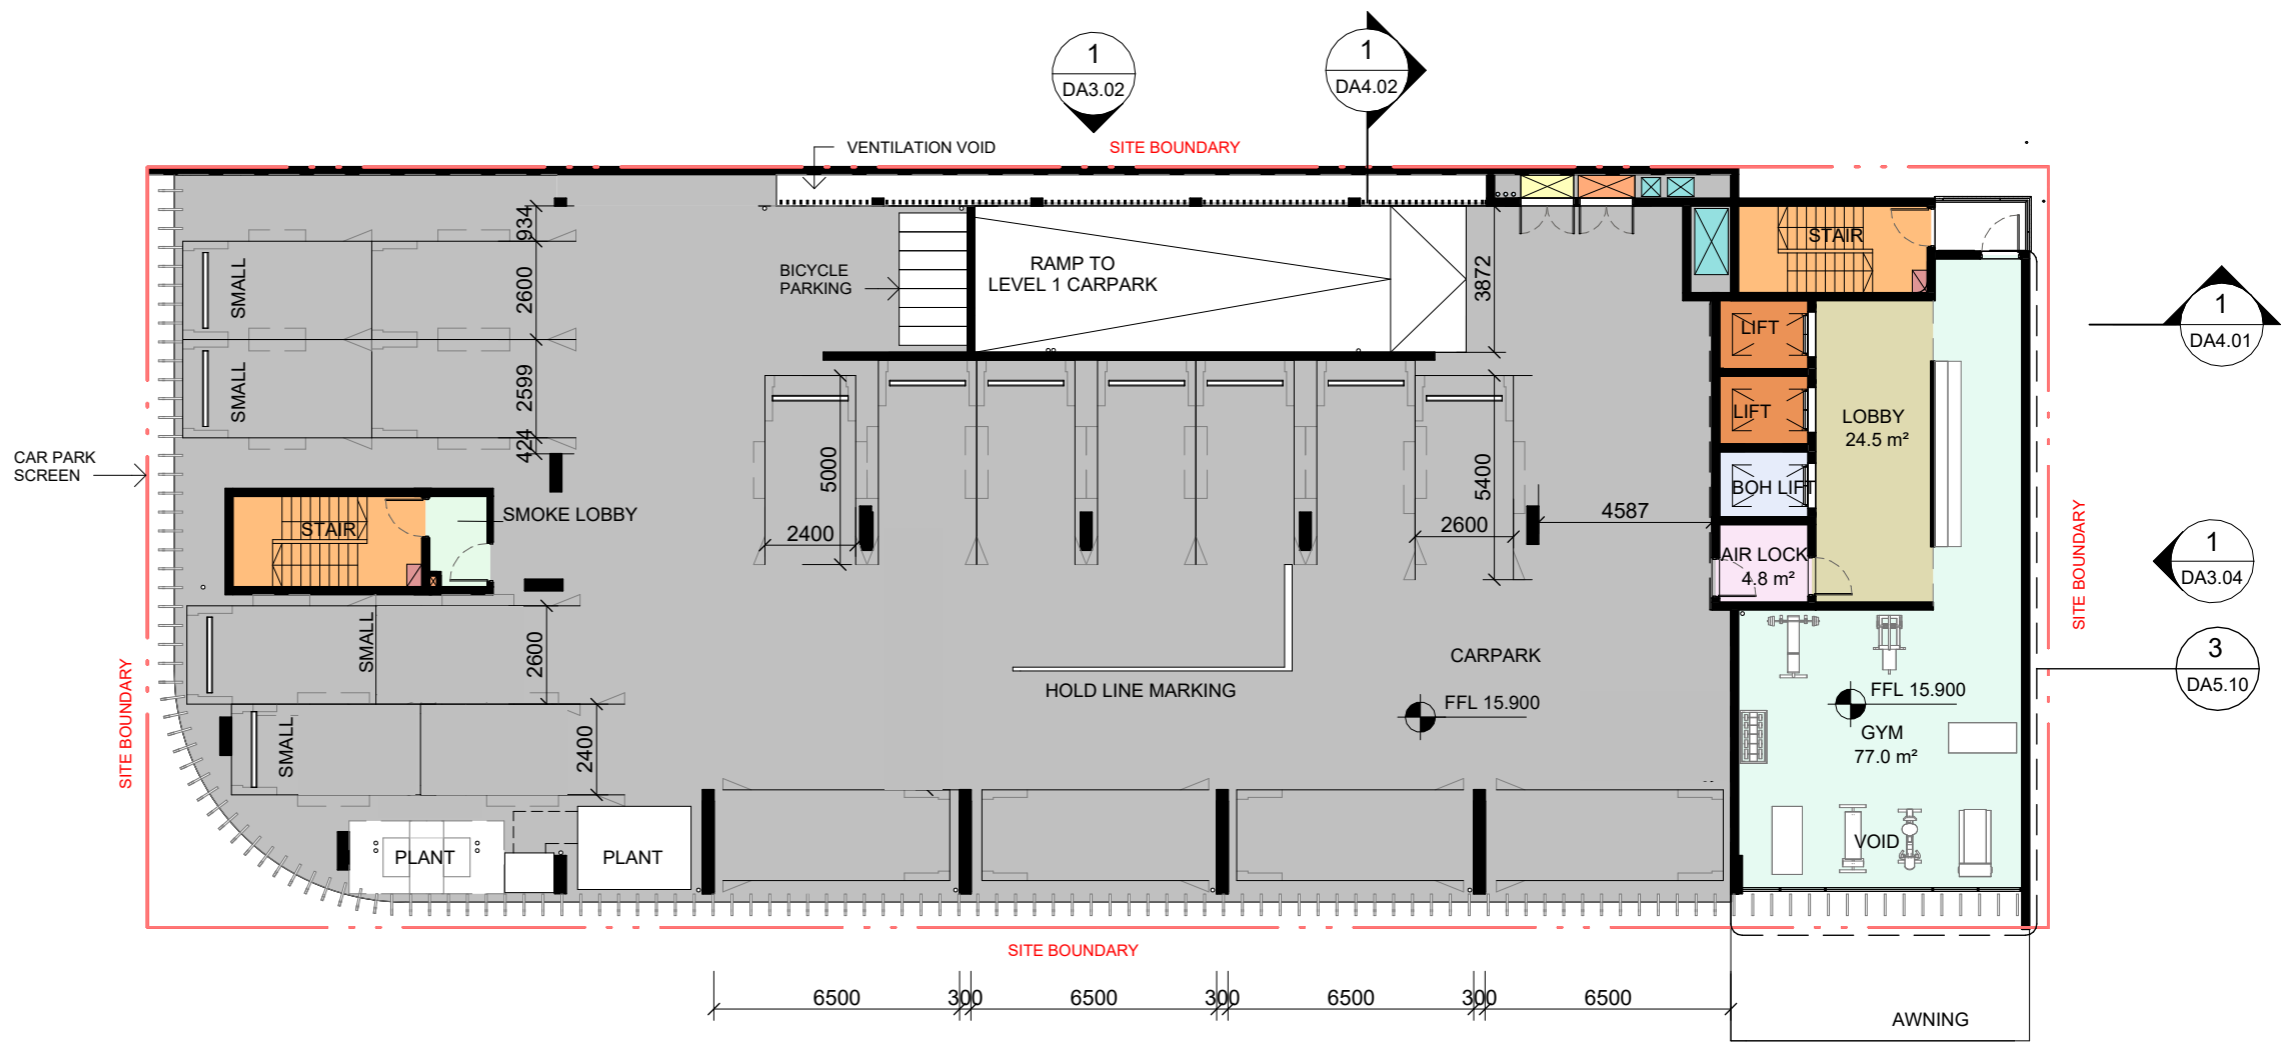 1
DA3.02
1
DA4.02
VENTILATION VOID
SITE BOUNDARY
934
2600
2599
424
SMALL
SMALL
BICYCLE
PARKING
RAMP TO
LEVEL 1 CARPARK
3872
STAIR
LIFT
LIFT
BOH LIFT
LOBBY
24.5 m²
AIR LOCK
4.8 m²
1
DA4.01
CAR PARK
SCREEN
STAIR
SMOKE LOBBY
5000
2400
5400
2600
4587
SITE BOUNDARY
1
DA3.04
3
DA5.10
SMALL
2600
SMALL
2400
SITE BOUNDARY
HOLD LINE MARKING
CARPARK
FFL 15.900
FFL 15.900
GYM
77.0 m²
VOID
PLANT
PLANT
SITE BOUNDARY
6500
300
6500
300
6500
300
6500
AWNING